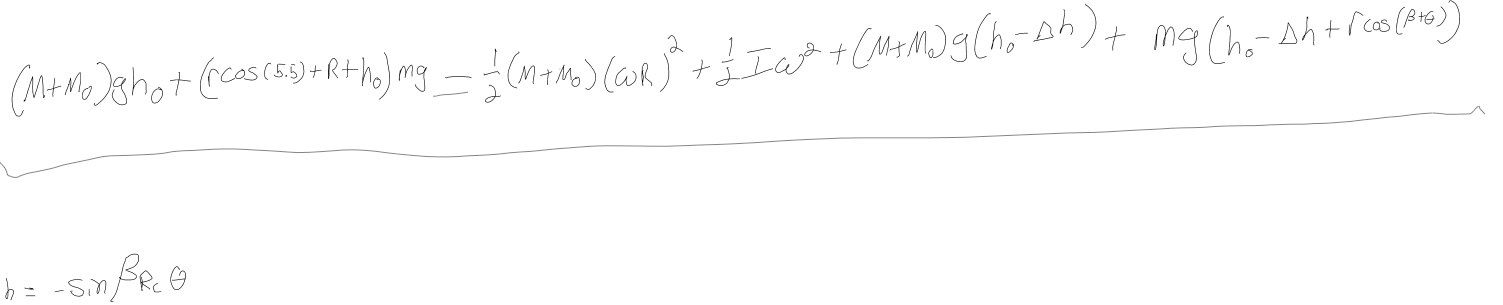 (M+M₀)gh₀ + (rcos(5.5)+R+h₀)mg = ½(M+M₀)(ωR)² + ½Iω² + (M+M₀)g(h₀-Δh) + mg(h₀-Δh+rcos(β+θ))
h = -sinβR꜀θ